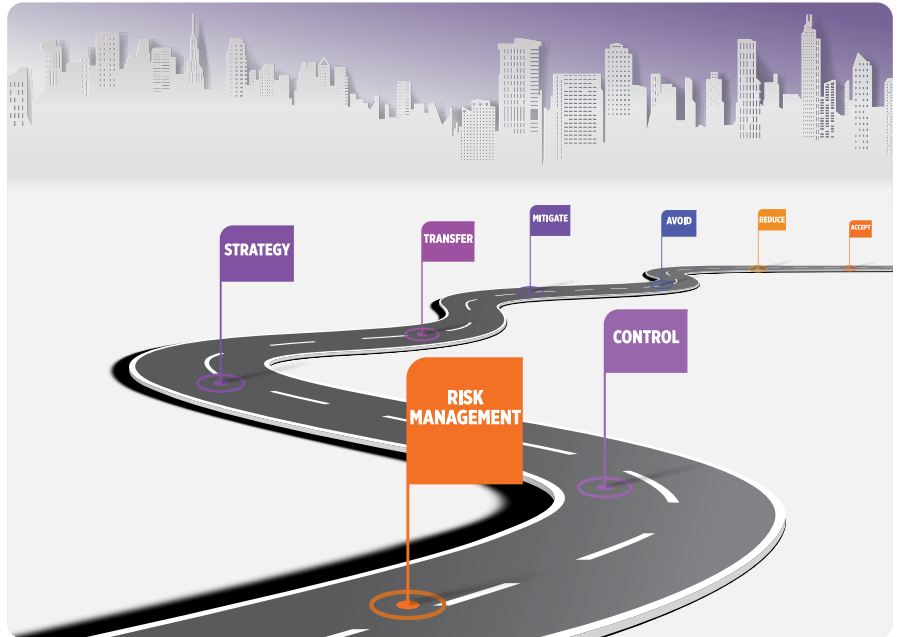 MITIGATE
AVOID
REDUCE
ACCEPT
TRANSFER
STRATEGY
CONTROL
RISK
MANAGEMENT